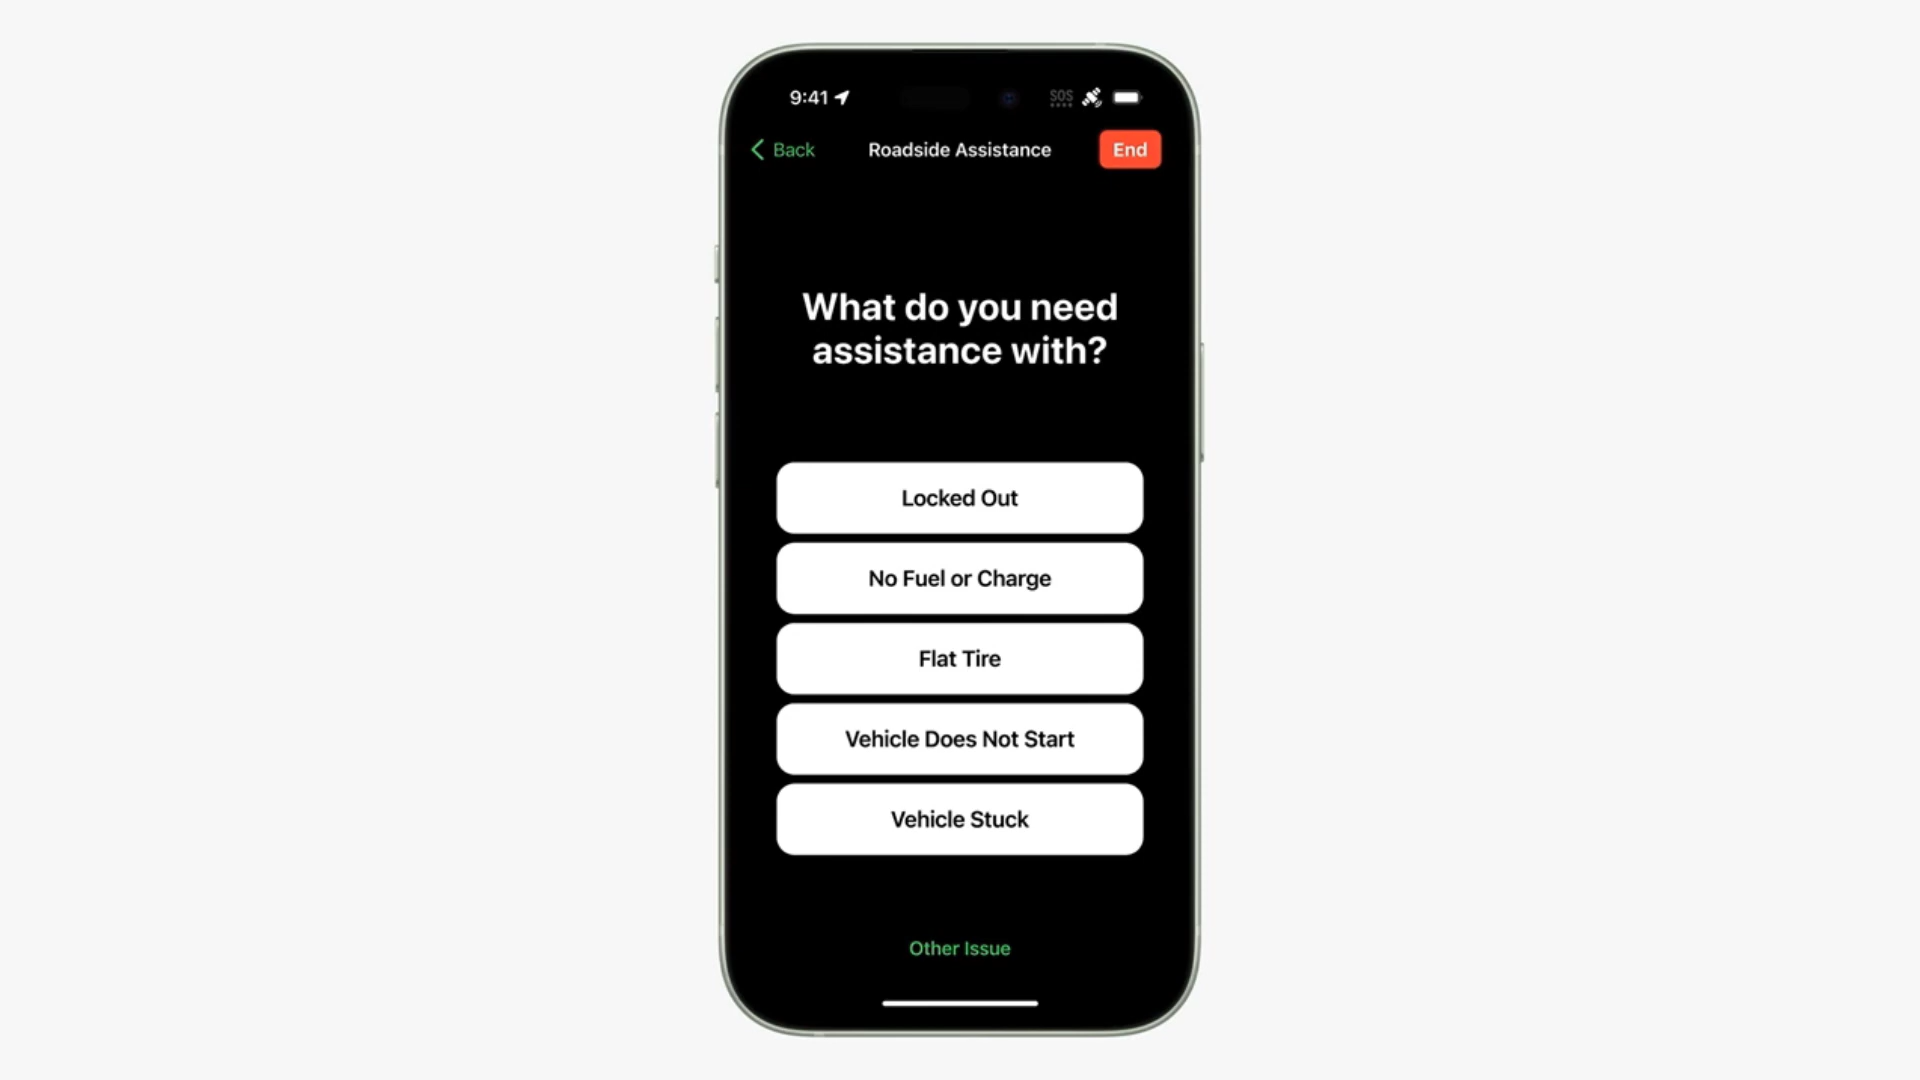 9:41 SOS
Back Roadside Assistance End
What do you need
assistance with?
Locked Out
No Fuel or Charge
Flat Tire
Vehicle Does Not Start
Vehicle Stuck
Other Issue